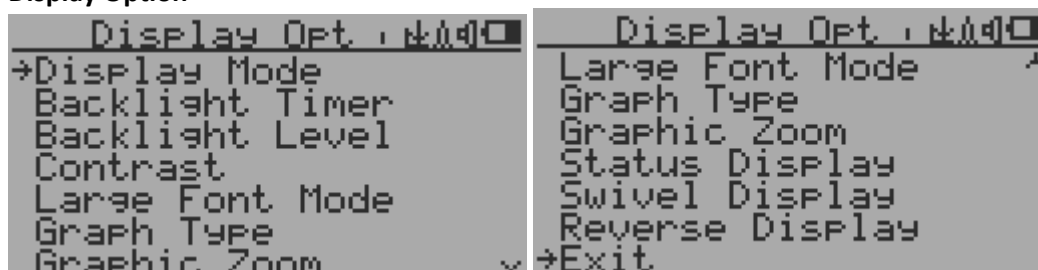 Display Option
Display Opt
→Display Mode
Backlight Timer
Backlight Level
Contrast
Large Font Mode
Graph Type
Graphic Zoom
Display Opt
Large Font Mode
Graph Type
Graphic Zoom
Status Display
Swivel Display
Reverse Display
→Exit